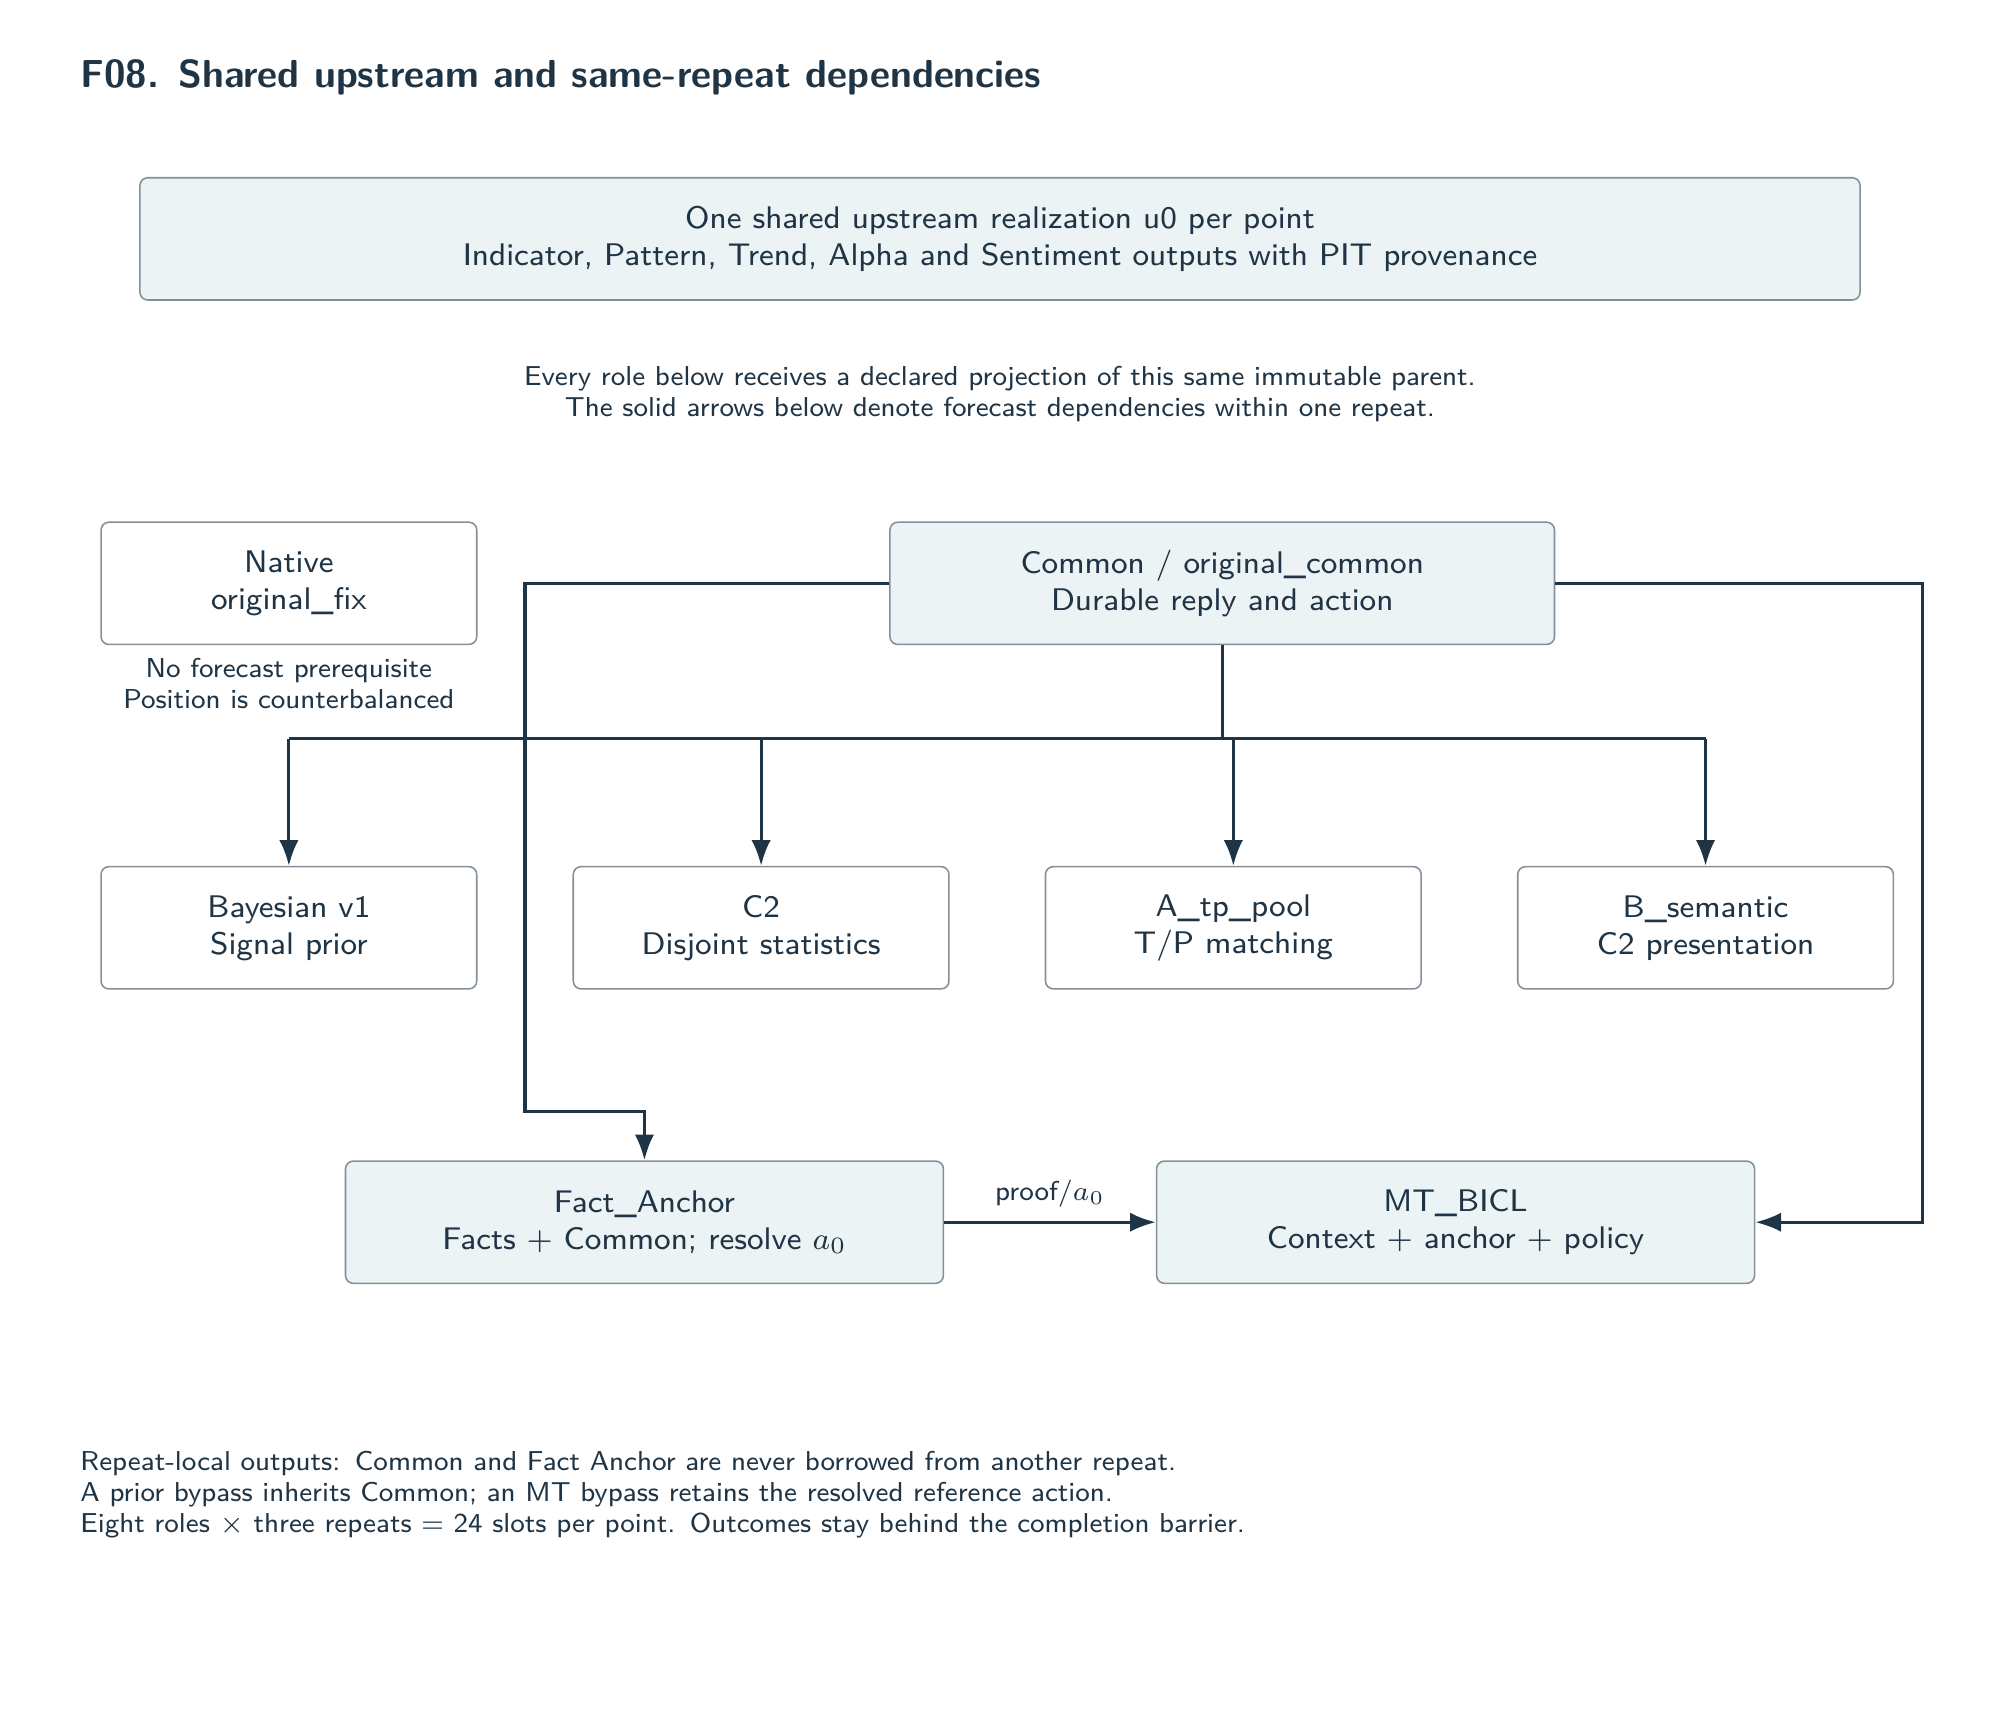 F08. Shared upstream and same-repeat dependencies
One shared upstream realization u0 per point
Indicator, Pattern, Trend, Alpha and Sentiment outputs with PIT provenance
Every role below receives a declared projection of this same immutable parent.
The solid arrows below denote forecast dependencies within one repeat.
Native
original_fix
No forecast prerequisite
Position is counterbalanced
Common / original_common
Durable reply and action
Bayesian v1
Signal prior
C2
Disjoint statistics
A_tp_pool
T/P matching
B_semantic
C2 presentation
Fact_Anchor
Facts + Common; resolve a₀
proof/a₀
MT_BICL
Context + anchor + policy
Repeat-local outputs: Common and Fact Anchor are never borrowed from another repeat.
A prior bypass inherits Common; an MT bypass retains the resolved reference action.
Eight roles × three repeats = 24 slots per point. Outcomes stay behind the completion barrier.